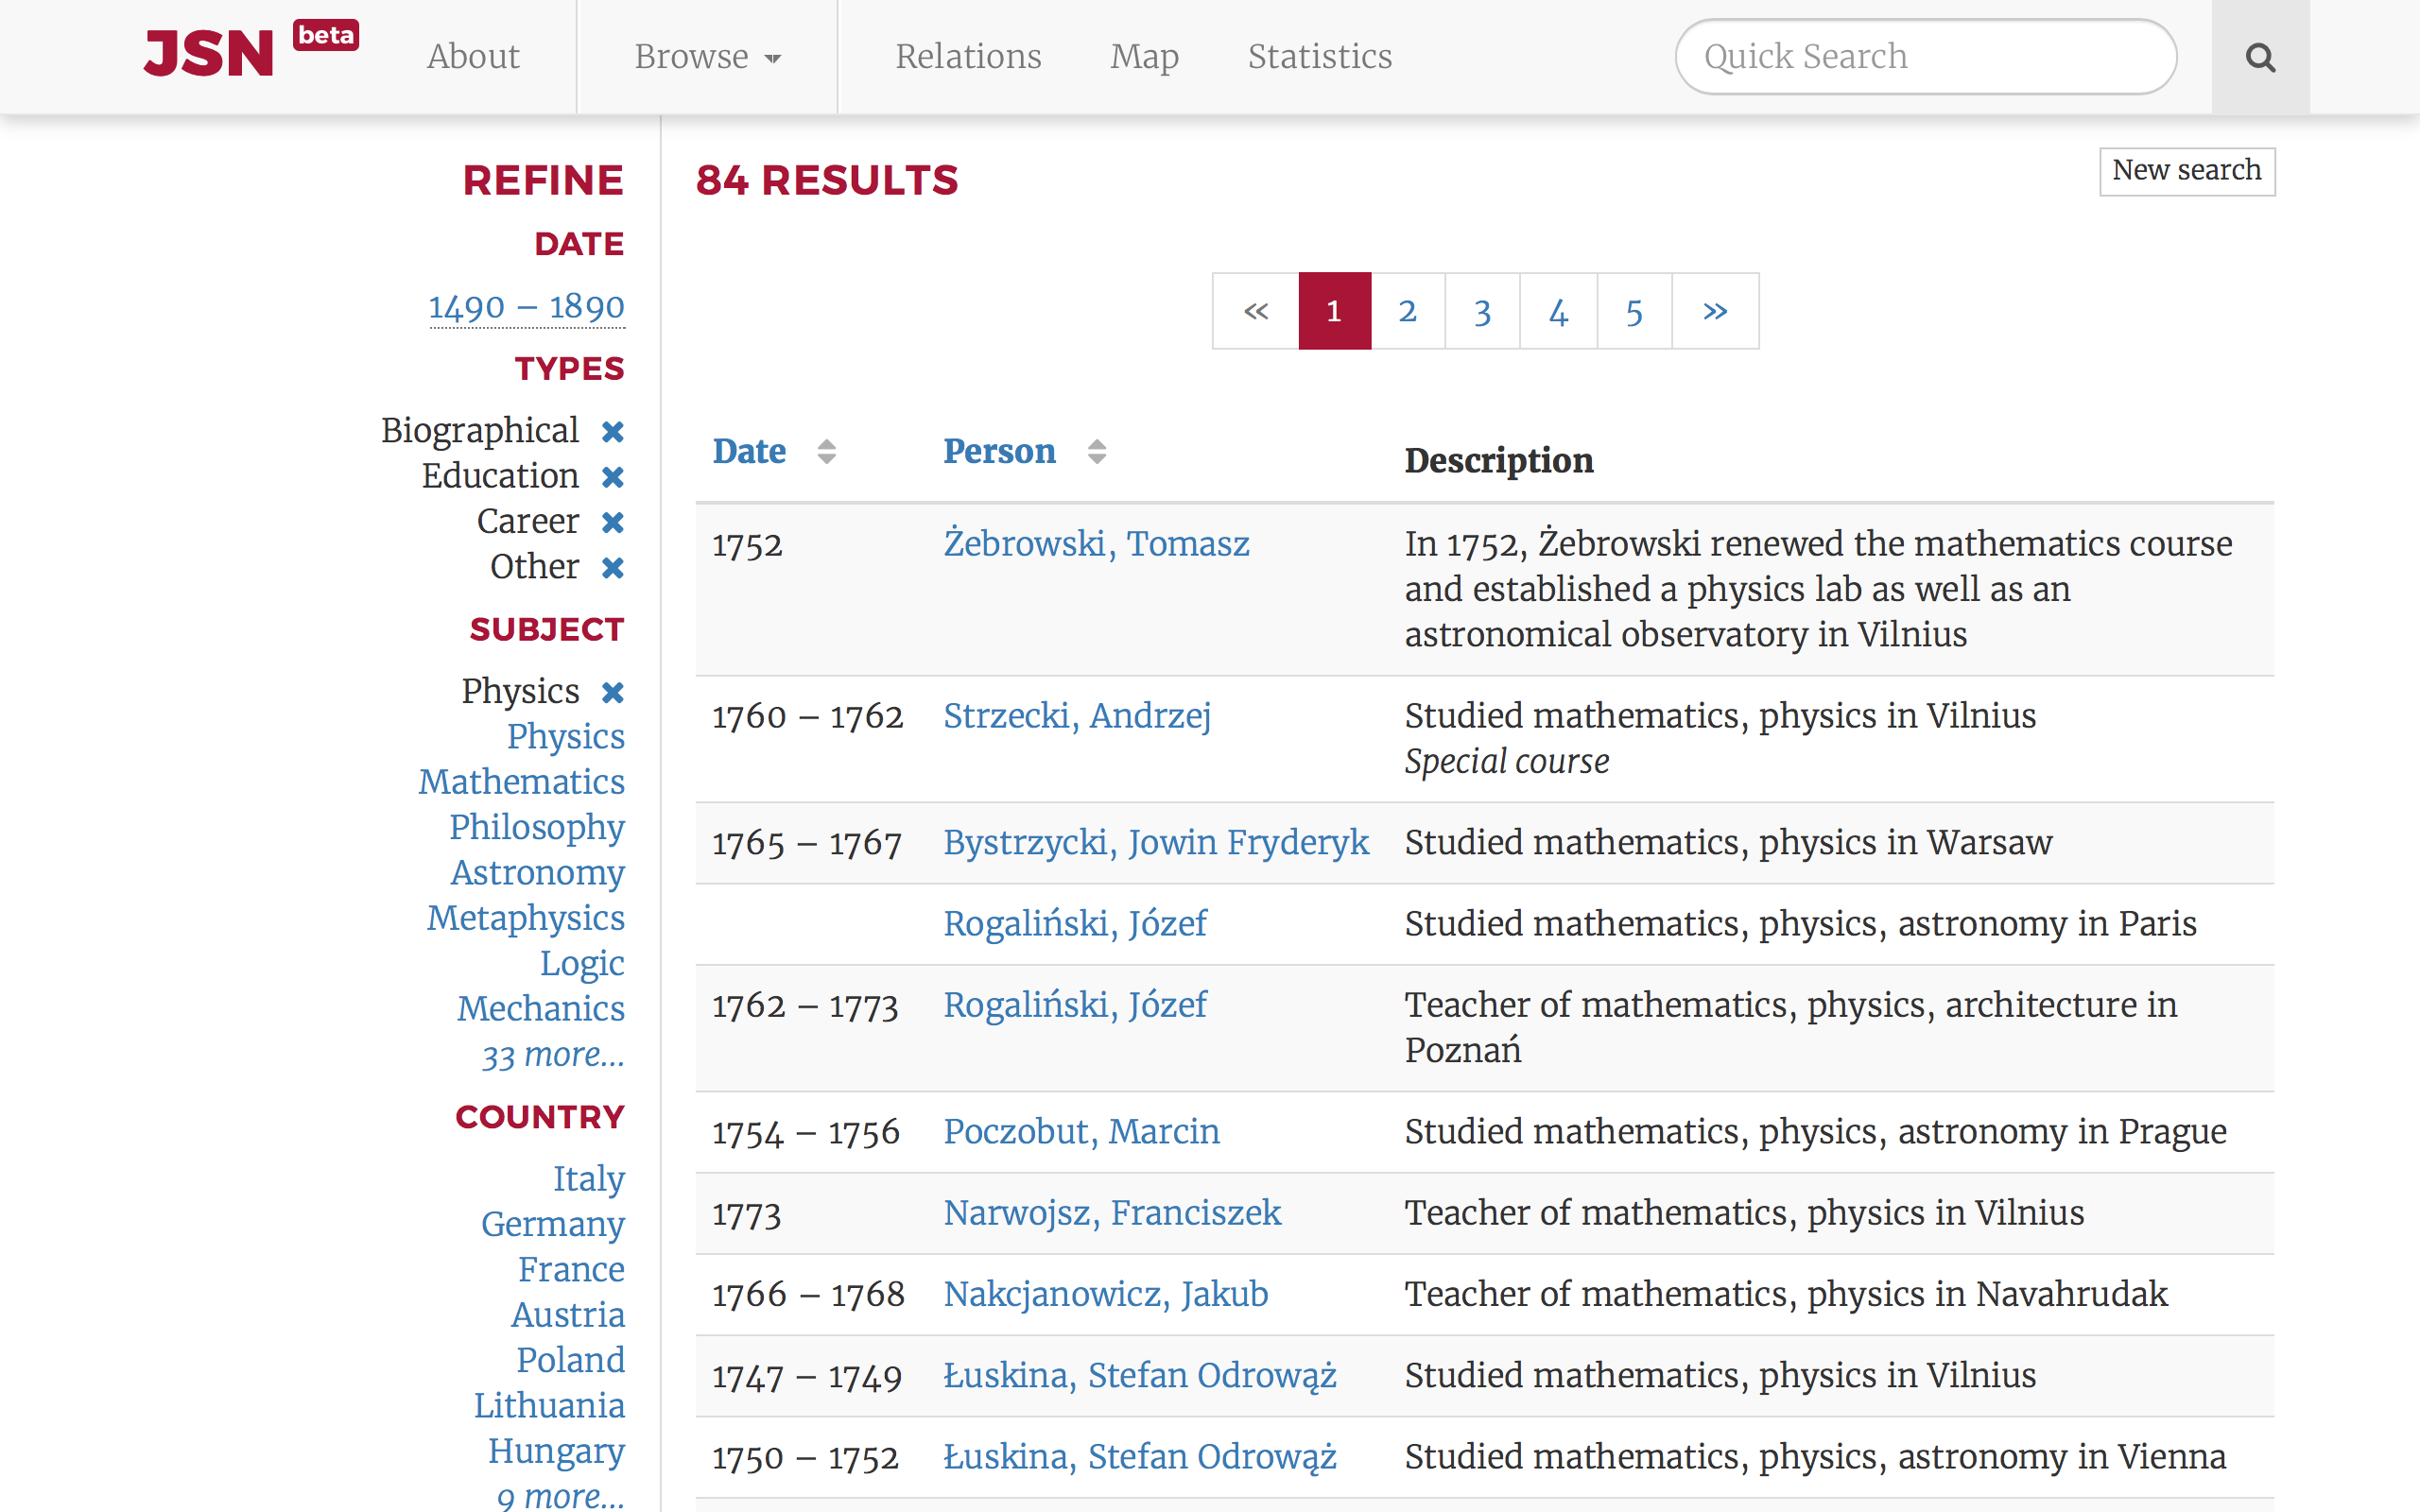 JSN beta About Browse Relations Map Statistics Quick Search
REFINE
DATE
1490 – 1890
TYPES
Biographical
Education
Career
Other
SUBJECT
Physics
Physics
Mathematics
Philosophy
Astronomy
Metaphysics
Logic
Mechanics
33 more...
COUNTRY
Italy
Germany
France
Austria
Poland
Lithuania
Hungary
9 more...
84 RESULTS
New search
« 1 2 3 4 5 »
Date Person Description
1752 Żebrowski, Tomasz In 1752, Żebrowski renewed the mathematics course
and established a physics lab as well as an
astronomical observatory in Vilnius
1760 – 1762 Strzecki, Andrzej Studied mathematics, physics in Vilnius
Special course
1765 – 1767 Bystrzycki, Jowin Fryderyk Studied mathematics, physics in Warsaw
Rogaliński, Józef Studied mathematics, physics, astronomy in Paris
1762 – 1773 Rogaliński, Józef Teacher of mathematics, physics, architecture in
Poznań
1754 – 1756 Poczobut, Marcin Studied mathematics, physics, astronomy in Prague
1773 Narwojsz, Franciszek Teacher of mathematics, physics in Vilnius
1766 – 1768 Nakcjanowicz, Jakub Teacher of mathematics, physics in Navahrudak
1747 – 1749 Łuskina, Stefan Odrowąż Studied mathematics, physics in Vilnius
1750 – 1752 Łuskina, Stefan Odrowąż Studied mathematics, physics, astronomy in Vienna